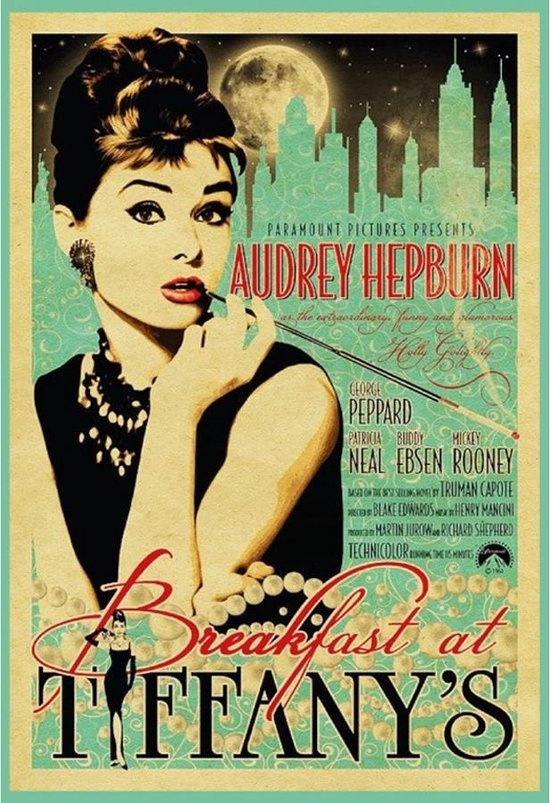 PARAMOUNT PICTURES PRESENTS
AUDREY HEPBURN
as the extraordinary, funny and glamorous
Holly Golightly.
GEORGE
PEPPARD
PATRICIA BUDDY MICKEY
NEAL EBSEN ROONEY
BASED ON THE BEST SELLING NOVEL BY TRUMAN CAPOTE
DIRECTED BY BLAKE EDWARDS MUSIC BY HENRY MANCINI
PRODUCED BY MARTIN JUROW AND RICHARD SHEPHERD
TECHNICOLOR RUNNING TIME 115 MINUTES
Paramount
© 1961
Breakfast at
TiFFANY'S